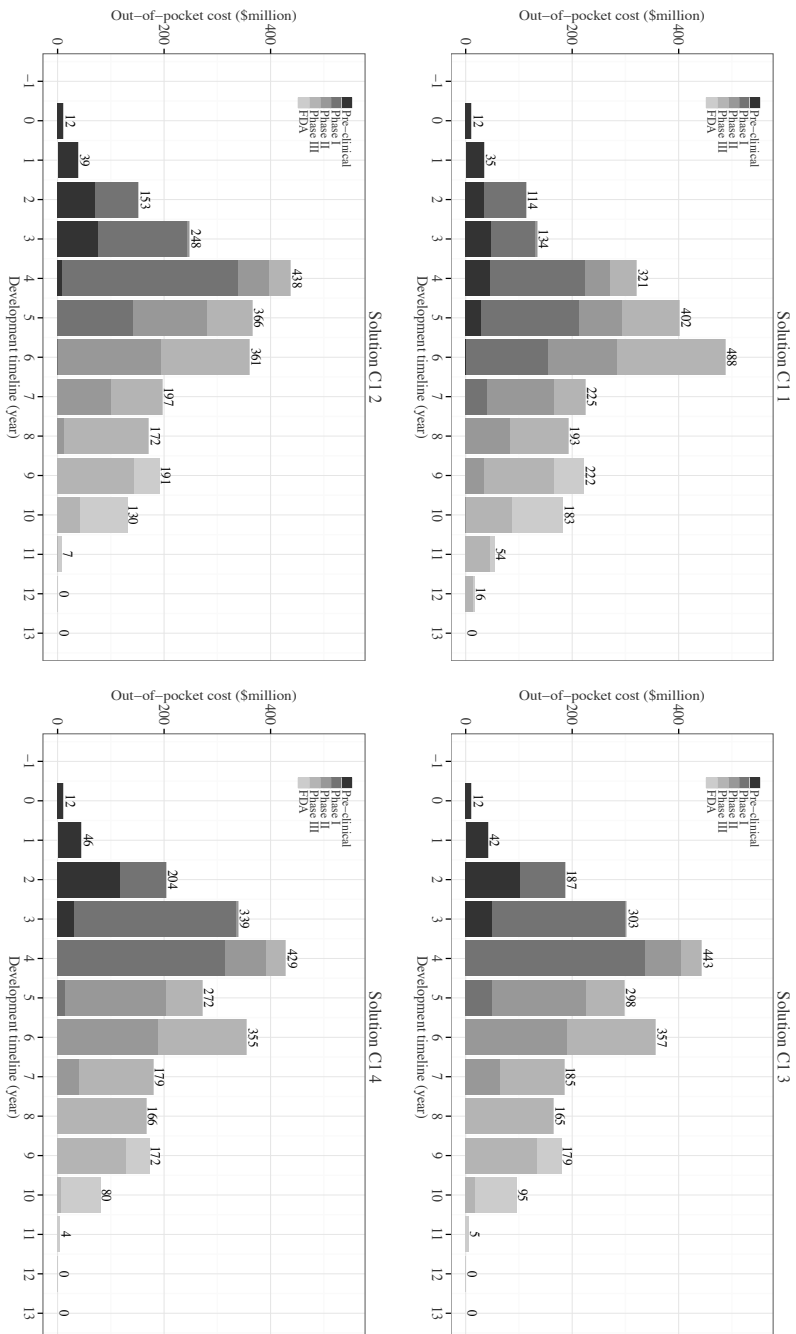 Solution C1 1
Out−of−pocket cost ($million)
400
200
0
Pre−clinical
Phase I
Phase II
Phase III
FDA
12
35
114
134
321
402
488
225
193
222
183
54
16
0
−1 0 1 2 3 4 5 6 7 8 9 10 11 12 13
Development timeline (year)
Solution C1 3
Out−of−pocket cost ($million)
400
200
0
Pre−clinical
Phase I
Phase II
Phase III
FDA
12
42
187
303
443
298
357
185
165
179
95
5
0
0
−1 0 1 2 3 4 5 6 7 8 9 10 11 12 13
Development timeline (year)
Solution C1 2
Out−of−pocket cost ($million)
400
200
0
Pre−clinical
Phase I
Phase II
Phase III
FDA
12
39
153
248
438
366
361
197
172
191
130
7
0
0
−1 0 1 2 3 4 5 6 7 8 9 10 11 12 13
Development timeline (year)
Solution C1 4
Out−of−pocket cost ($million)
400
200
0
Pre−clinical
Phase I
Phase II
Phase III
FDA
12
46
204
339
429
272
355
179
166
172
80
4
0
0
−1 0 1 2 3 4 5 6 7 8 9 10 11 12 13
Development timeline (year)